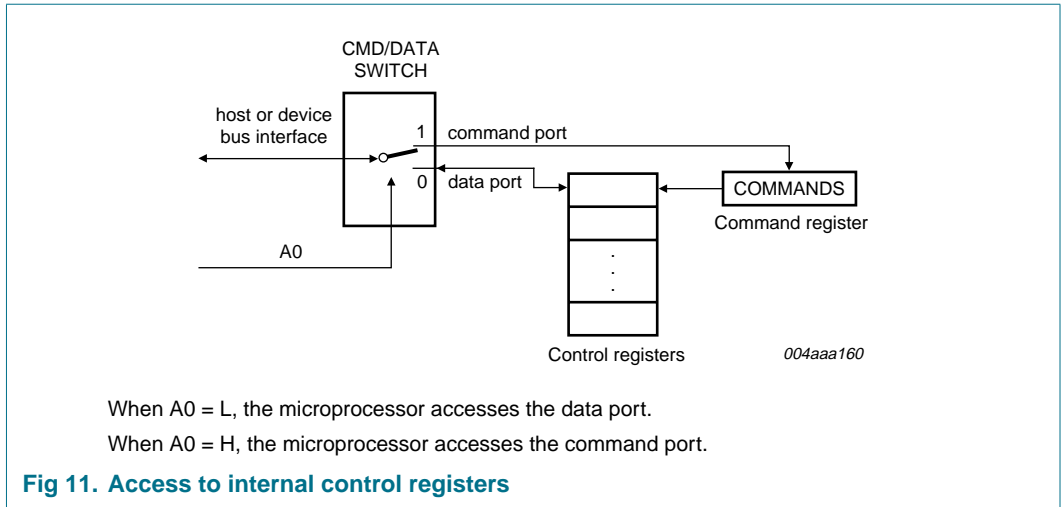 CMD/DATA
SWITCH
host or device
bus interface
1
command port
0
data port
COMMANDS
Command register
A0
.
.
.
Control registers
004aaa160
When A0 = L, the microprocessor accesses the data port.
When A0 = H, the microprocessor accesses the command port.
Fig 11. Access to internal control registers